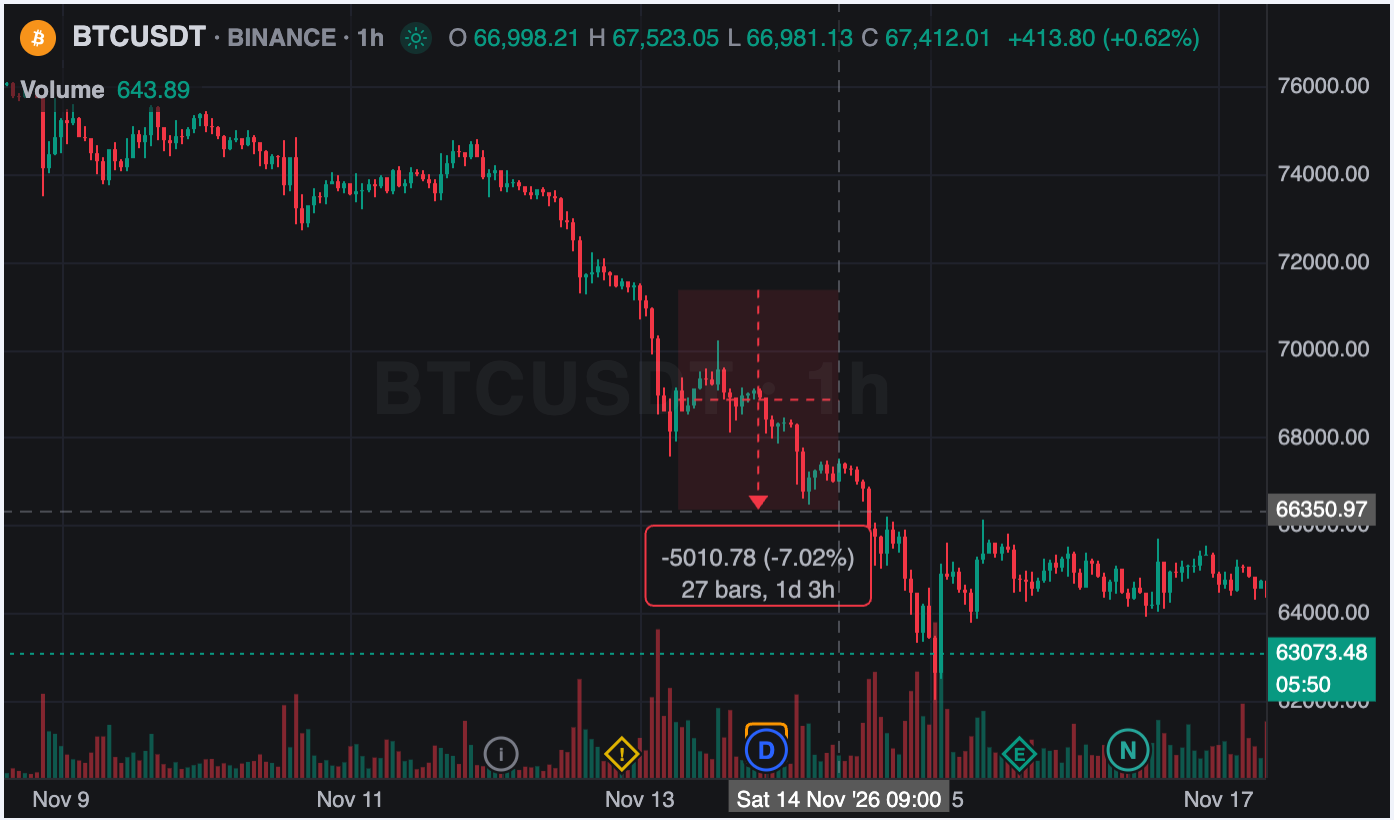 BTCUSDT · BINANCE · 1h O 66,998.21 H 67,523.05 L 66,981.13 C 67,412.01 +413.80 (+0.62%)
Volume 643.89
76000.00
74000.00
72000.00
70000.00
BTCUSDT · 1h
68000.00
66350.97
66000.00
-5010.78 (-7.02%)
27 bars, 1d 3h
64000.00
63073.48
05:50
62000.00
i ! D E N
Nov 9 Nov 11 Nov 13 Sat 14 Nov '26 09:00 5 Nov 17